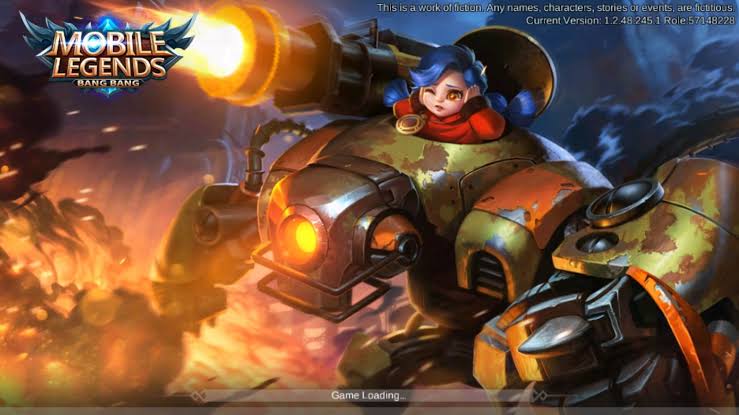 This is a work of fiction. Any names, characters, stories or events, are fictitious.
Current Version: 1.2.48.245.1 Role:57148228
MOBILE
LEGENDS
BANG BANG
Game Loading...